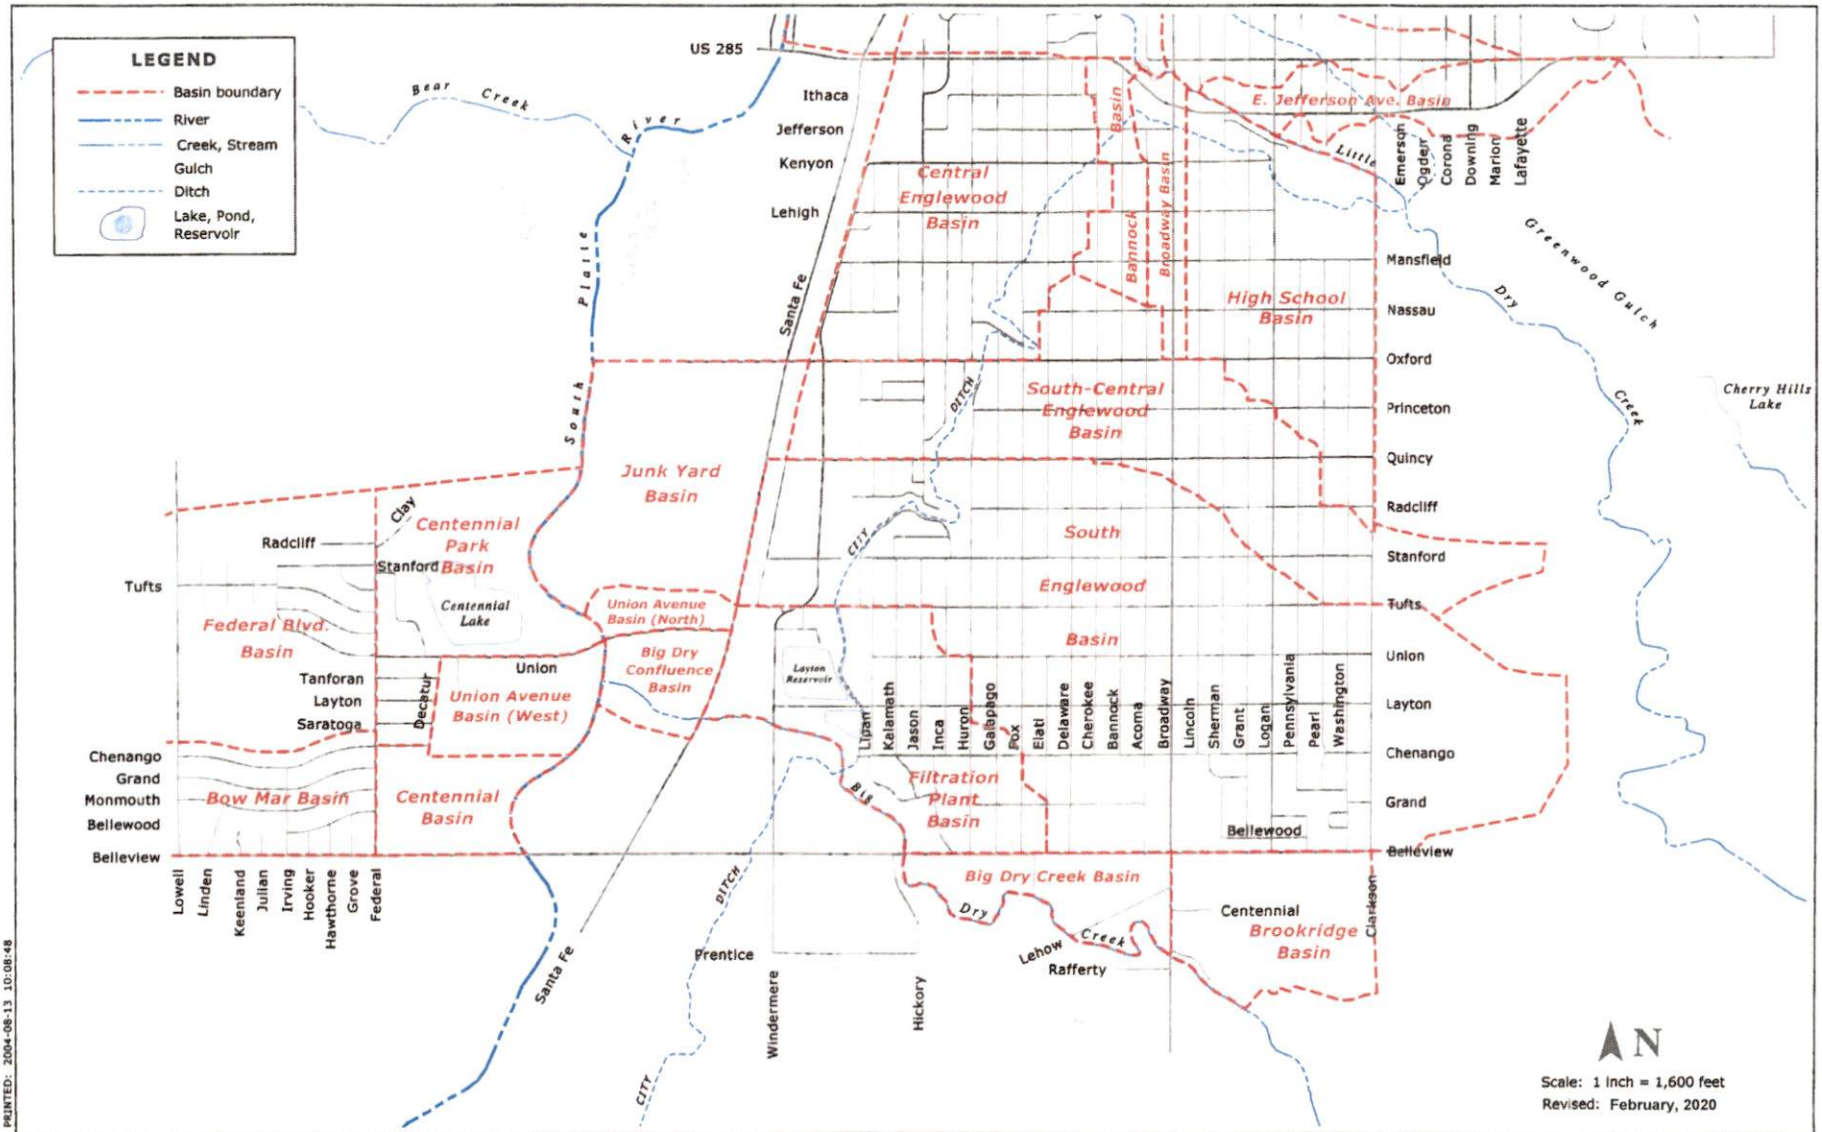 LEGEND
Basin boundary
River
Creek, Stream
Gulch
Ditch
Lake, Pond,
Reservoir
US 285
Bear Creek
River
Platte
South
Ithaca
Jefferson
Kenyon
Lehigh
Santa Fe
Central
Englewood
Basin
Basin
Bannock
Broadway Basin
E. Jefferson Ave. Basin
Little
Dry
Creek
Emerson
Ogden
Corona
Downing
Marion
Lafayette
Greenwood Gulch
Cherry Hills
Lake
High School
Basin
Mansfield
Nassau
Oxford
Princeton
Quincy
Radcliff
Stanford
Tufts
Union
Layton
Chenango
Grand
Belleview
DITCH
CITY
South-Central
Englewood
Basin
Junk Yard
Basin
South
Englewood
Basin
Clay
Centennial
Park
Basin
Radcliff
Stanford
Tufts
Centennial
Lake
Federal Blvd.
Basin
Union Avenue
Basin (North)
Big Dry
Confluence
Basin
Union
Layton
Reservoir
Tanforan
Layton
Saratoga
Decatur
Union Avenue
Basin (West)
Lipan
Kalamath
Jason
Inca
Huron
Galapago
Fox
Elati
Delaware
Cherokee
Bannock
Acoma
Broadway
Lincoln
Sherman
Grant
Logan
Pennsylvania
Pearl
Washington
Chenango
Grand
Monmouth
Bellewood
Belleview
Bow Mar Basin
Centennial
Basin
Filtration
Plant
Basin
Big
Dry
Creek
Bellewood
Lowell
Linden
Keenland
Julian
Irving
Hooker
Hawthorne
Grove
Federal
Big Dry Creek Basin
Centennial
Brookridge
Basin
Clarkson
DITCH
CITY
Santa Fe
Prentice
Windermere
Hickory
Lehow
Rafferty
N
Scale: 1 inch = 1,600 feet
Revised: February, 2020
PRINTED: 2004-08-13 10:08:48